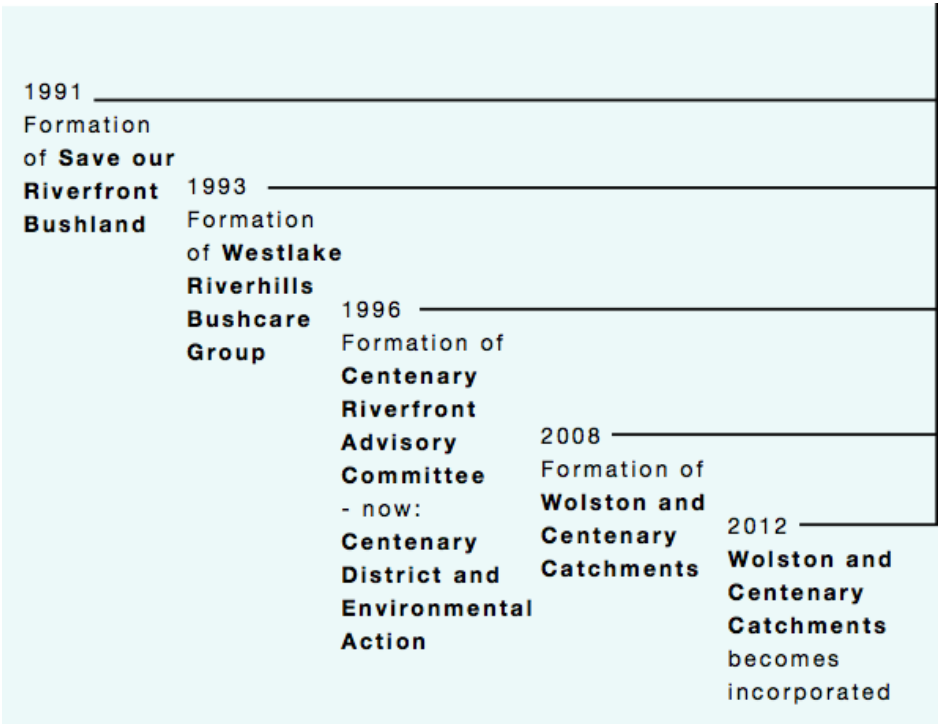 1991
Formation
of Save our
Riverfront
Bushland
1993
Formation
of Westlake
Riverhills
Bushcare
Group
1996
Formation of
Centenary
Riverfront
Advisory
Committee
- now:
Centenary
District and
Environmental
Action
2008
Formation of
Wolston and
Centenary
Catchments
2012
Wolston and
Centenary
Catchments
becomes
incorporated